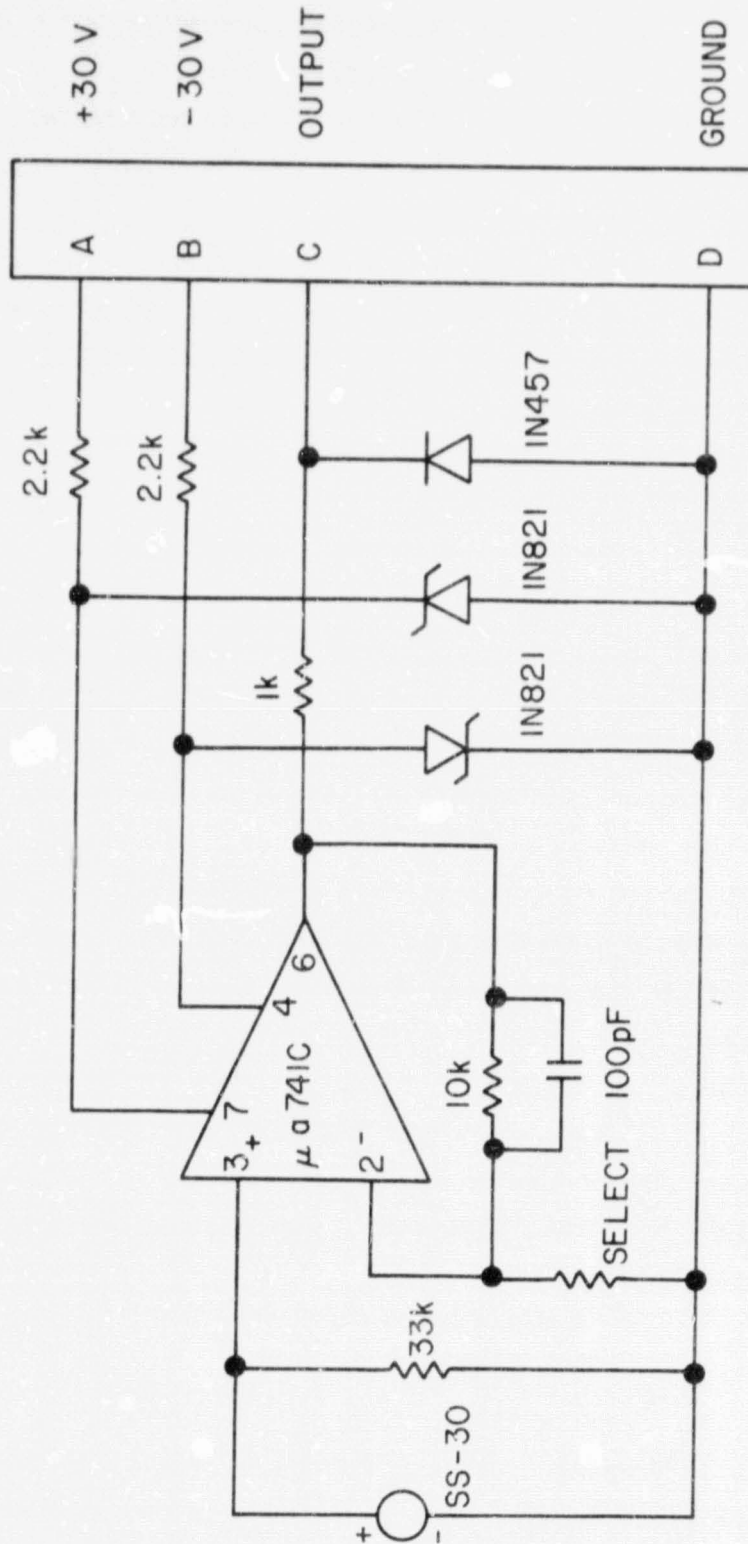 +30 V
-30 V
OUTPUT
GROUND
A
B
C
D
2.2k
2.2k
1k
IN821
IN821
IN457
7
4
3+
μa741C
6
2-
10k
100pF
SELECT
33k
SS-30
+
-